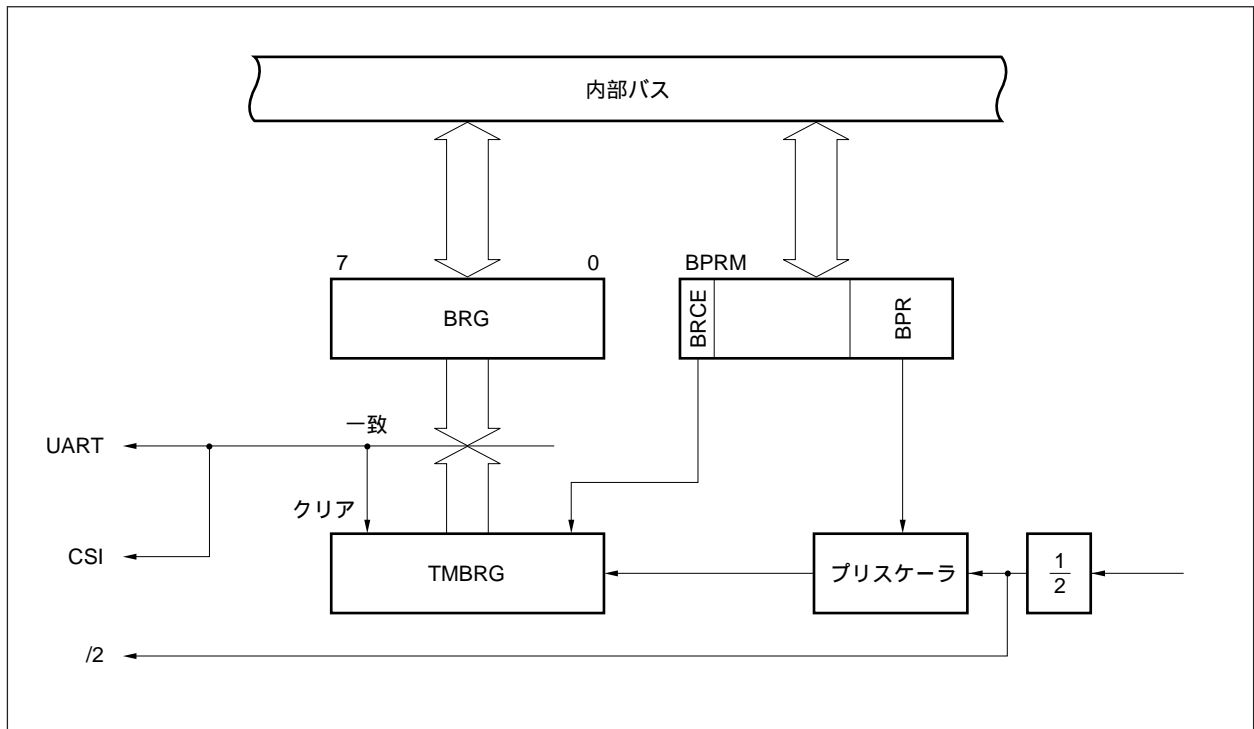 内部バス
7 0 BPRM
BRG
BRCE
BPR
一致
UART
クリア
CSI
TMBRG
プリスケーラ
1
2
/2